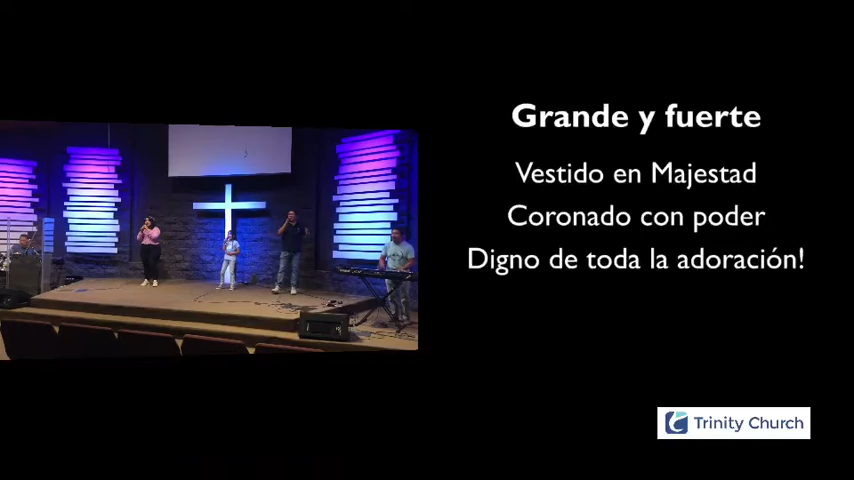 Grande y fuerte
Vestido en Majestad
Coronado con poder
Digno de toda la adoración!
Trinity Church